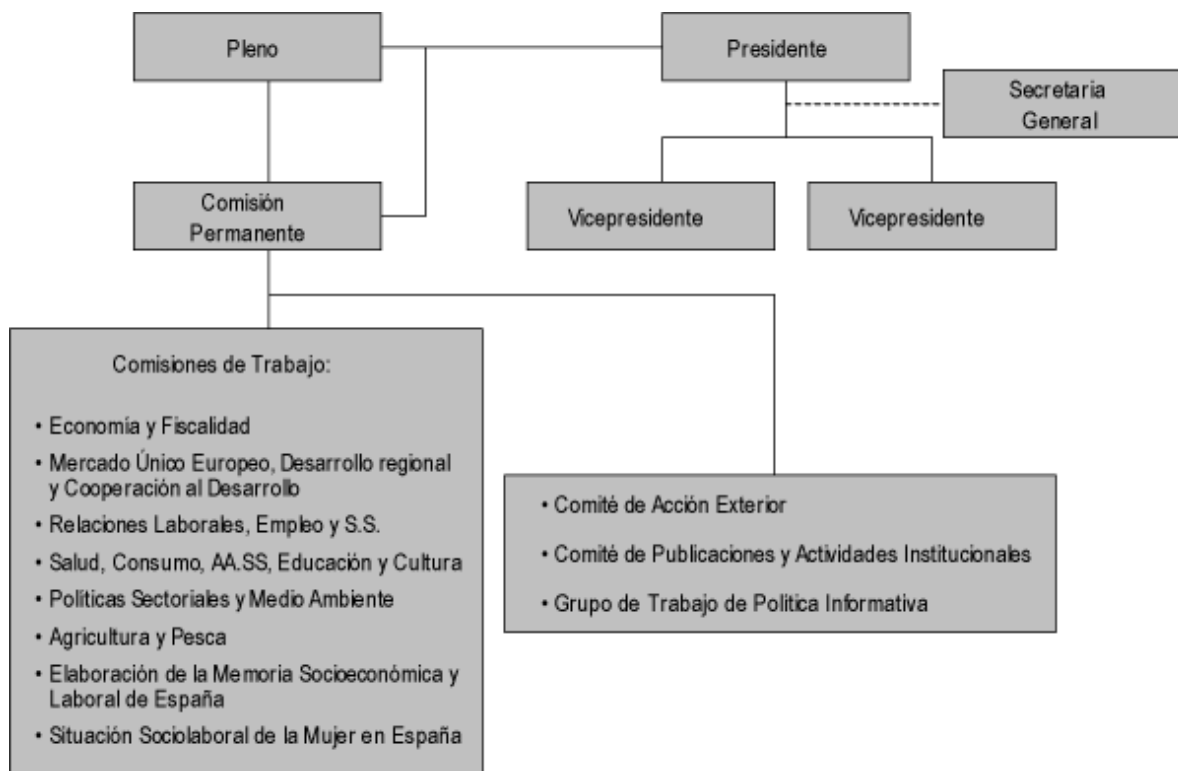 Pleno
Presidente
Secretaria
General
Comisión
Permanente
Vicepresidente
Vicepresidente
Comisiones de Trabajo:
• Economía y Fiscalidad
• Mercado Único Europeo, Desarrollo regional
y Cooperación al Desarrollo
• Relaciones Laborales, Empleo y S.S.
• Salud, Consumo, AA.SS, Educación y Cultura
• Políticas Sectoriales y Medio Ambiente
• Agricultura y Pesca
• Elaboración de la Memoria Socioeconómica y
Laboral de España
• Situación Sociolaboral de la Mujer en España
• Comité de Acción Exterior
• Comité de Publicaciones y Actividades Institucionales
• Grupo de Trabajo de Política Informativa